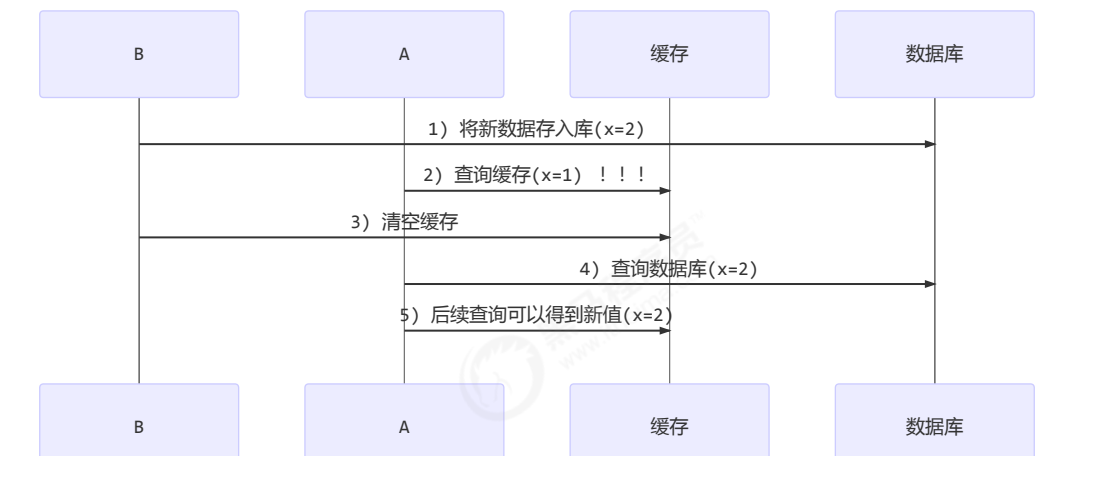 B
A
缓存
数据库
1) 将新数据存入库(x=2)
2) 查询缓存(x=1) ！！！
3) 清空缓存
4) 查询数据库(x=2)
5) 后续查询可以得到新值(x=2)
B
A
缓存
数据库